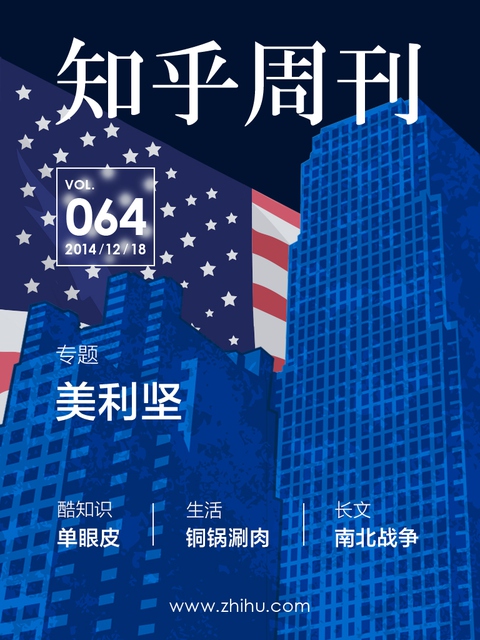 知乎周刊
VOL.
064
2014/12/18
专题
美利坚
酷知识
单眼皮
生活
铜锅涮肉
长文
南北战争
www.zhihu.com